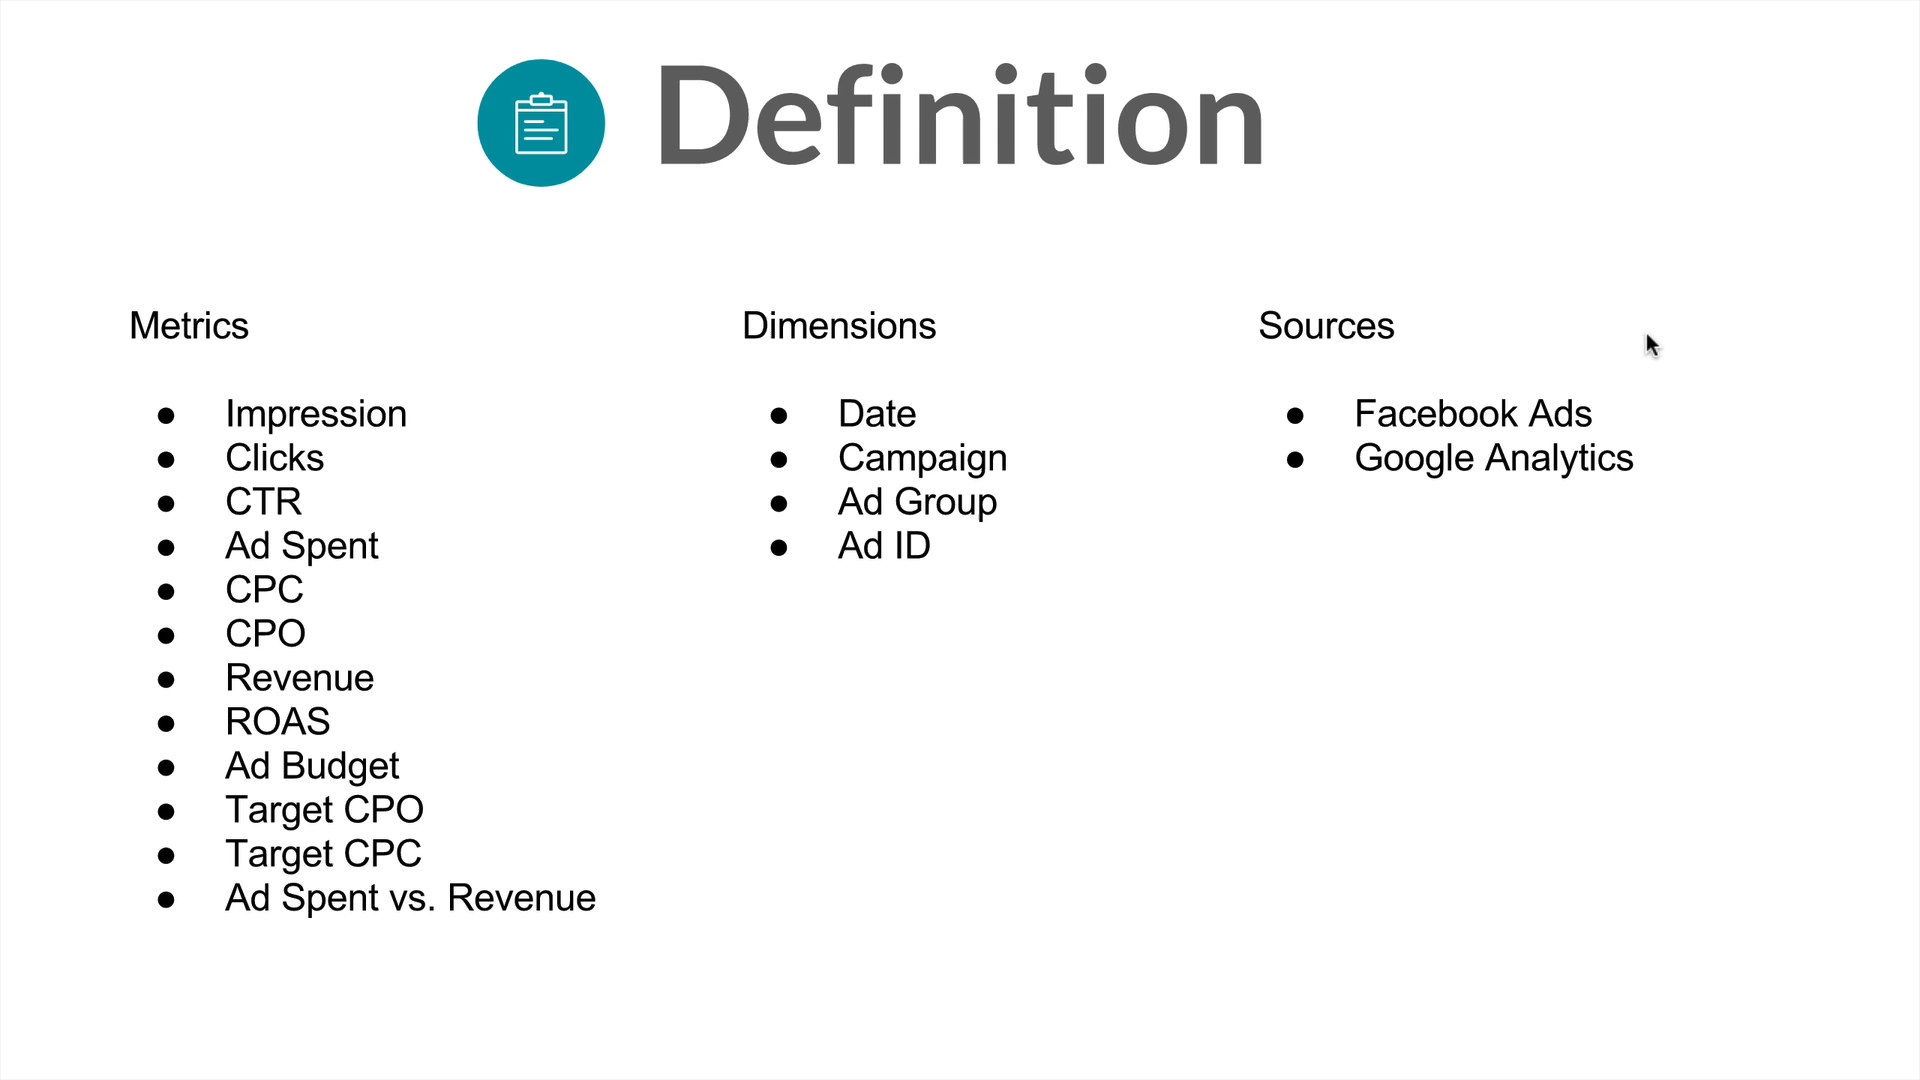 Definition
Metrics
● Impression
● Clicks
● CTR
● Ad Spent
● CPC
● CPO
● Revenue
● ROAS
● Ad Budget
● Target CPO
● Target CPC
● Ad Spent vs. Revenue
Dimensions
● Date
● Campaign
● Ad Group
● Ad ID
Sources
● Facebook Ads
● Google Analytics